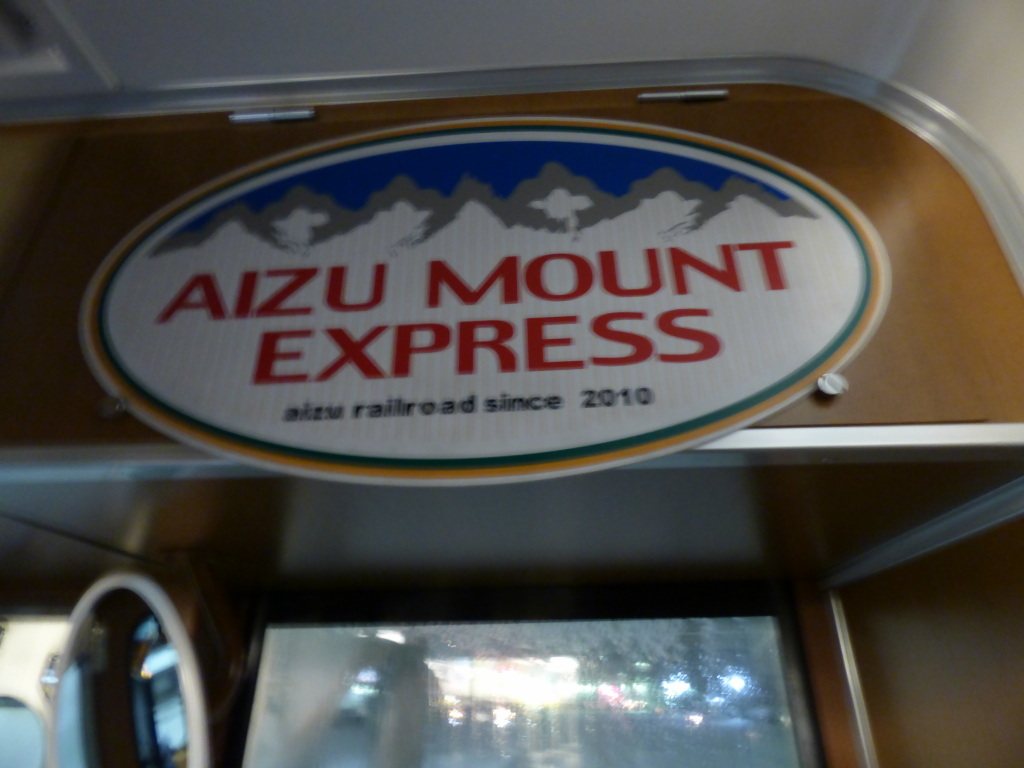 AIZU MOUNT
EXPRESS
aizu railroad since 2010